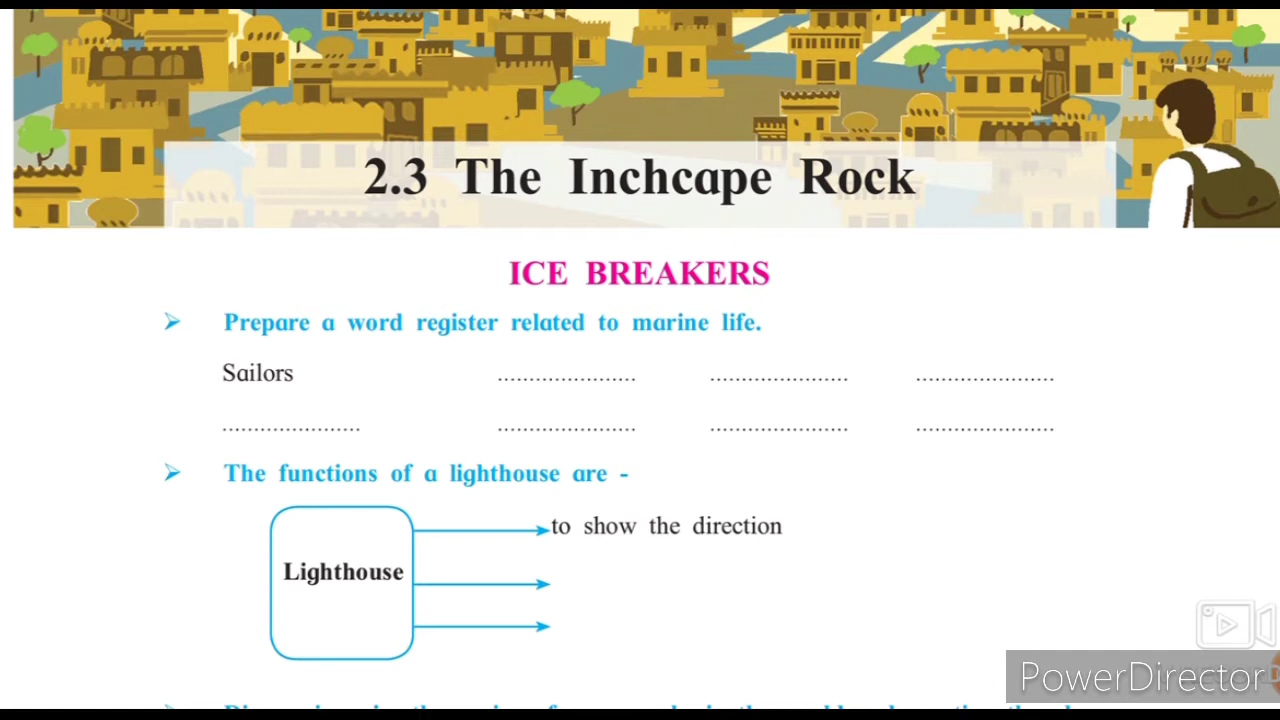 2.3 The Inchcape Rock
ICE BREAKERS
➢ Prepare a word register related to marine life.
Sailors ...................... ...................... ......................
...................... ...................... ...................... ......................
➢ The functions of a lighthouse are -
to show the direction
Lighthouse
PowerDirector